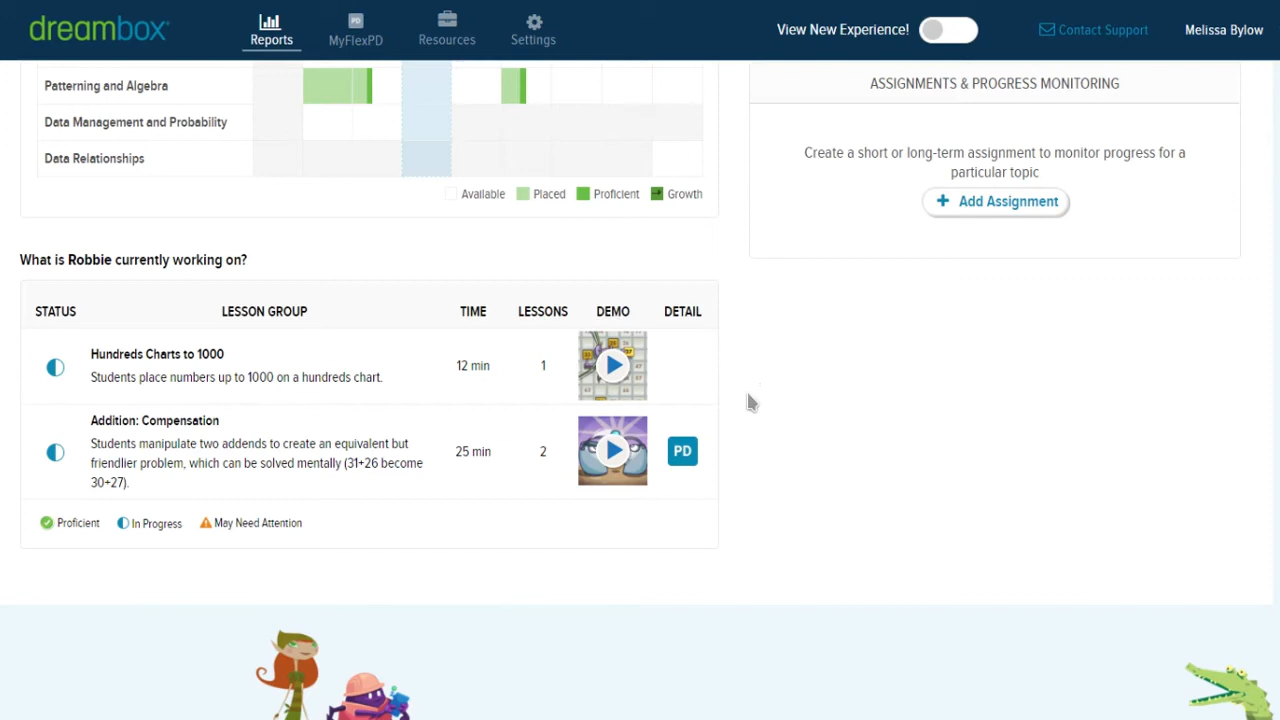 dreambox
Reports
PD
MyFlexPD
Resources
Settings
View New Experience!
Contact Support
Melissa Bylow
Patterning and Algebra
Data Management and Probability
Data Relationships
Available Placed Proficient Growth
ASSIGNMENTS & PROGRESS MONITORING
Create a short or long-term assignment to monitor progress for a
particular topic
+ Add Assignment
What is Robbie currently working on?
STATUS LESSON GROUP TIME LESSONS DEMO DETAIL
Hundreds Charts to 1000
Students place numbers up to 1000 on a hundreds chart.
12 min 1
Addition: Compensation
Students manipulate two addends to create an equivalent but
friendlier problem, which can be solved mentally (31+26 become
30+27).
25 min 2 PD
Proficient In Progress May Need Attention